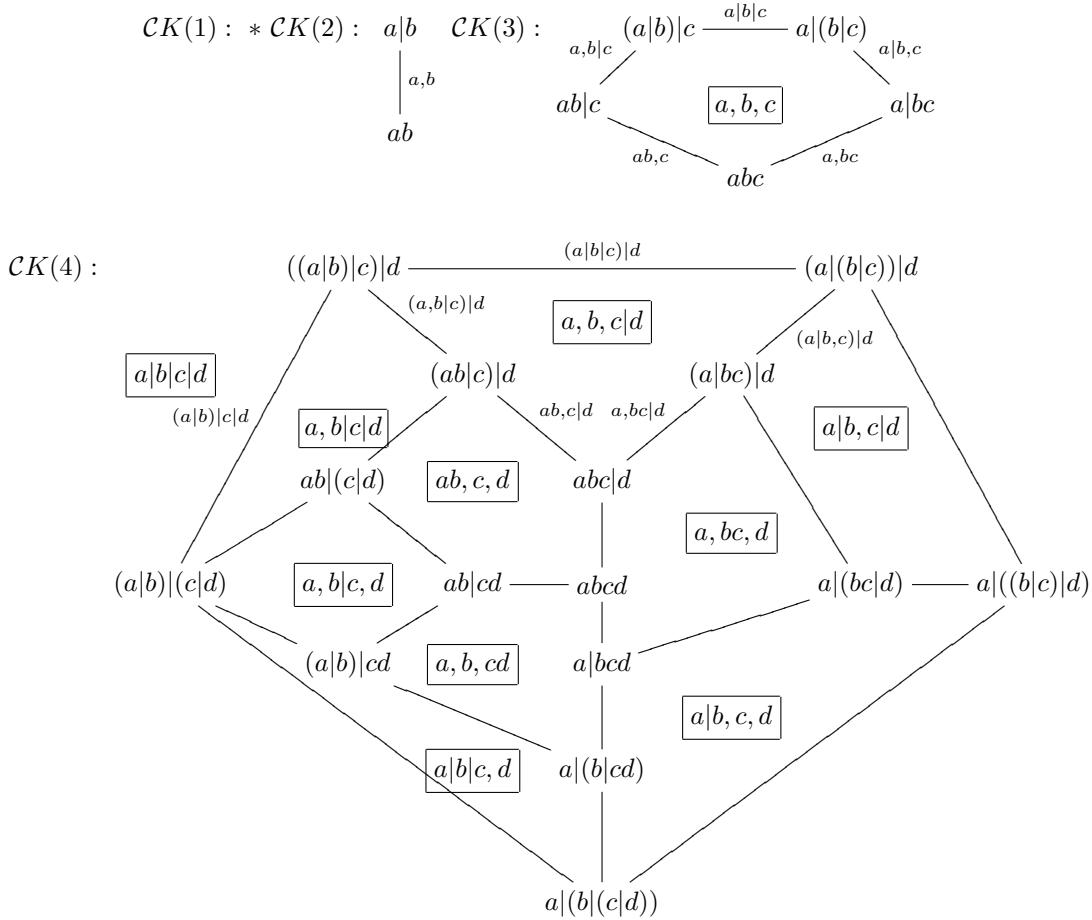 CK(1) : ∗ CK(2) : a|b CK(3) : (a|b)|c a|b|c a|(b|c)
a,b|c a|b,c
a,b
ab|c a,b,c a|bc
ab
ab,c a,bc
abc
CK(4) : ((a|b)|c)|d (a|b|c)|d (a|(b|c))|d
(a,b|c)|d a,b,c|d
(a|b,c)|d
a|b|c|d (ab|c)|d (a|bc)|d
(a|b)|c|d ab,c|d a,bc|d
a,b|c|d a|b,c|d
ab|(c|d) ab,c,d abc|d
a,bc,d
(a|b)|(c|d) a,b|c,d ab|cd abcd a|(bc|d) a|((b|c)|d)
(a|b)|cd a,b,cd a|bcd
a|b,c,d
a|b|c,d a|(b|cd)
a|(b|(c|d))